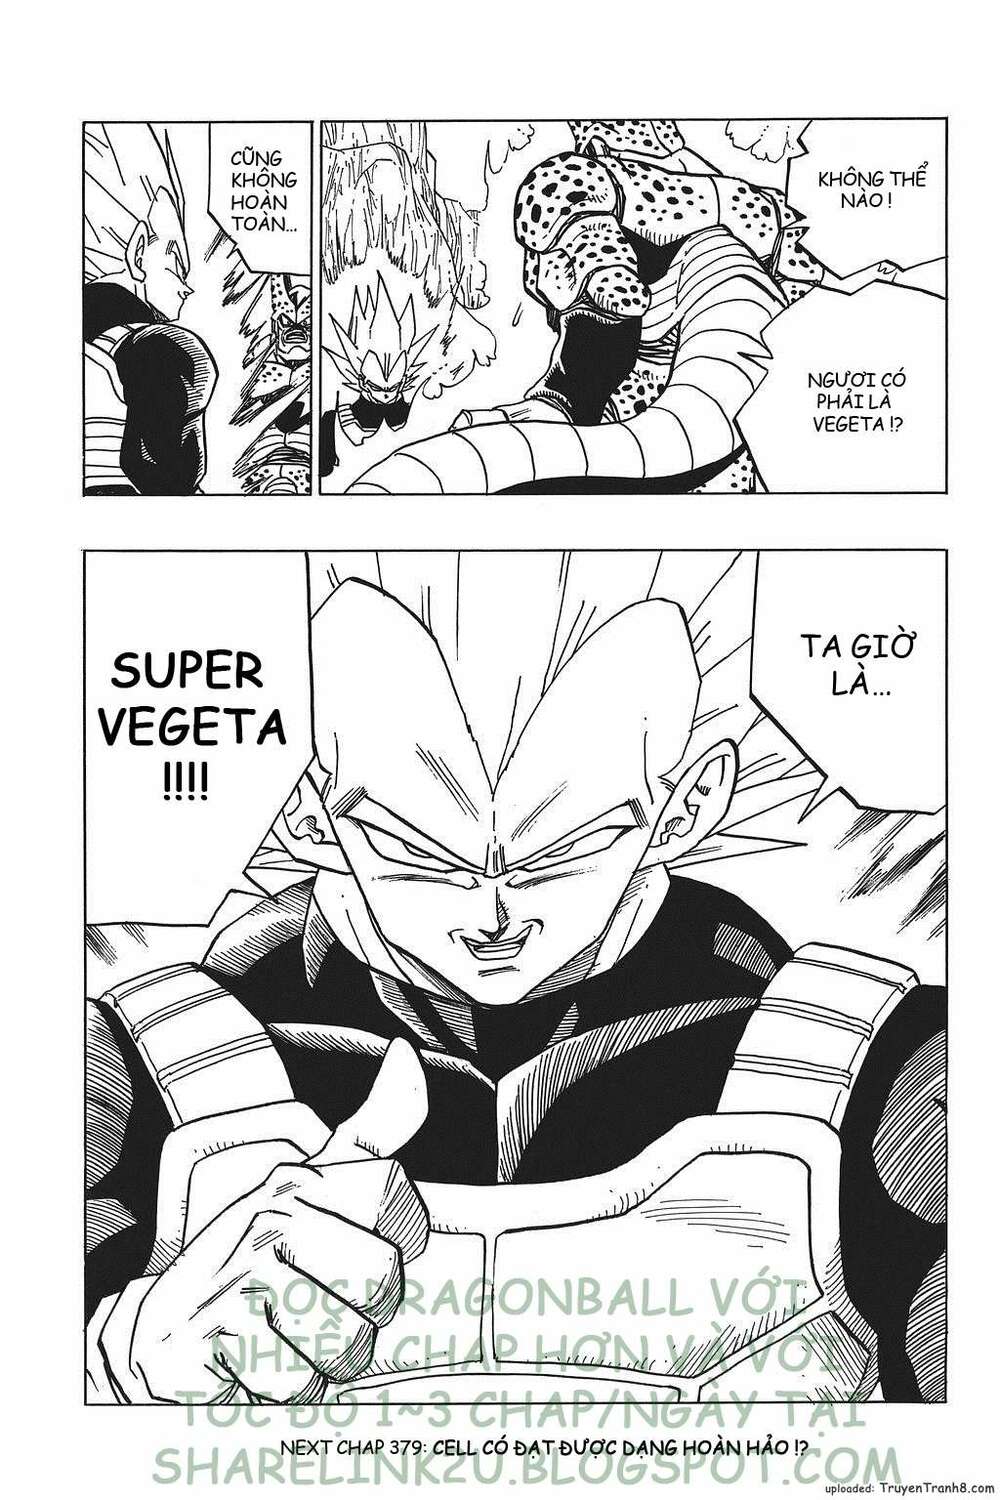 KHÔNG THỂ
NÀO!
NGƯƠI CÓ
PHẢI LÀ
VEGETA!?
CŨNG
KHÔNG
HOÀN
TOÀN...
TA GIỜ
LÀ...
SUPER
VEGETA
!!!!
ĐỌC DRAGONBALL VỚI
NHIỀU CHAP HƠN VÀ VỚI
TỐC ĐỘ 1~3 CHAP/NGÀY TẠI
NEXT CHAP 379: CELL CÓ ĐẠT ĐƯỢC DẠNG HOÀN HẢO!?
SHARELINK2U.BLOGSPOT.COM
uploaded: TruyenTranh8.com